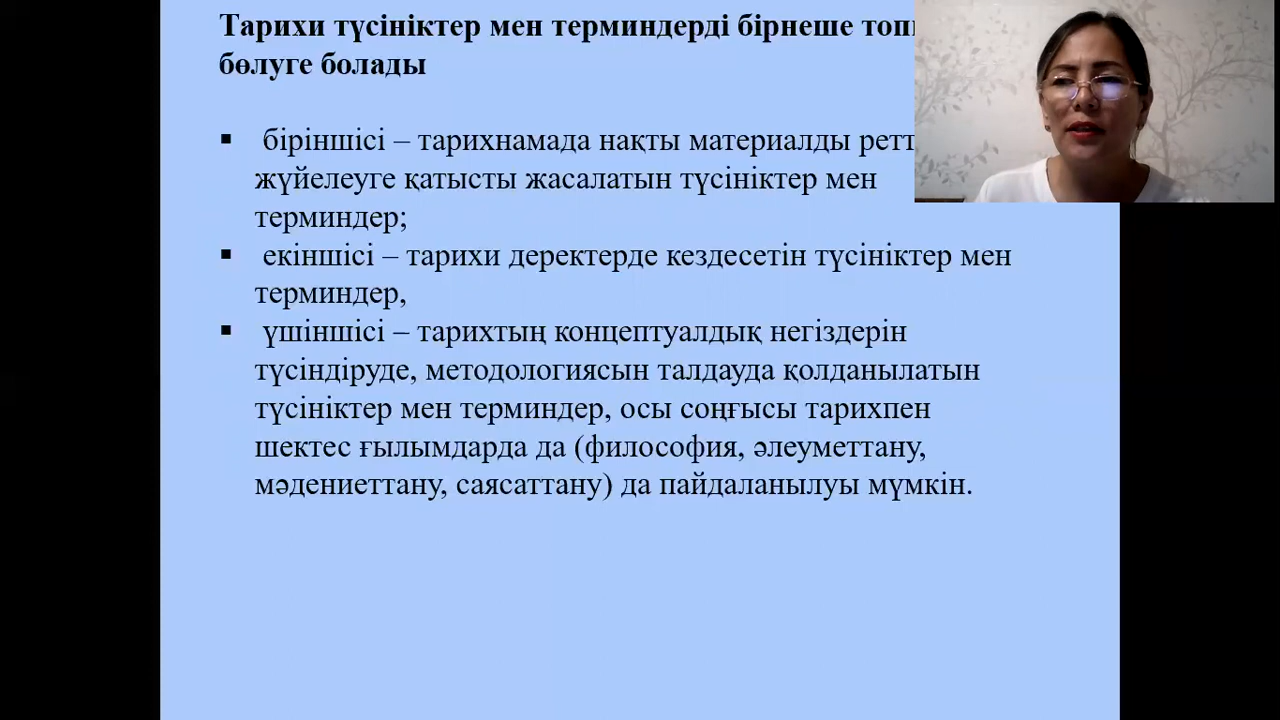 Тарихи түсініктер мен терминдерді бірнеше
бөлуге болады
▪ біріншісі – тарихнамада нақты материалды
жүйелеуге қатысты жасалатын түсініктер мен
терминдер;
▪ екіншісі – тарихи деректерде кездесетін түсініктер мен
терминдер,
▪ үшіншісі – тарихтың концептуалдық негіздерін
түсіндіруде, методологиясын талдауда қолданылатын
түсініктер мен терминдер, осы соңғысы тарихпен
шектес ғылымдарда да (философия, әлеуметтану,
мәдениеттану, саясаттану) да пайдаланылуы мүмкін.